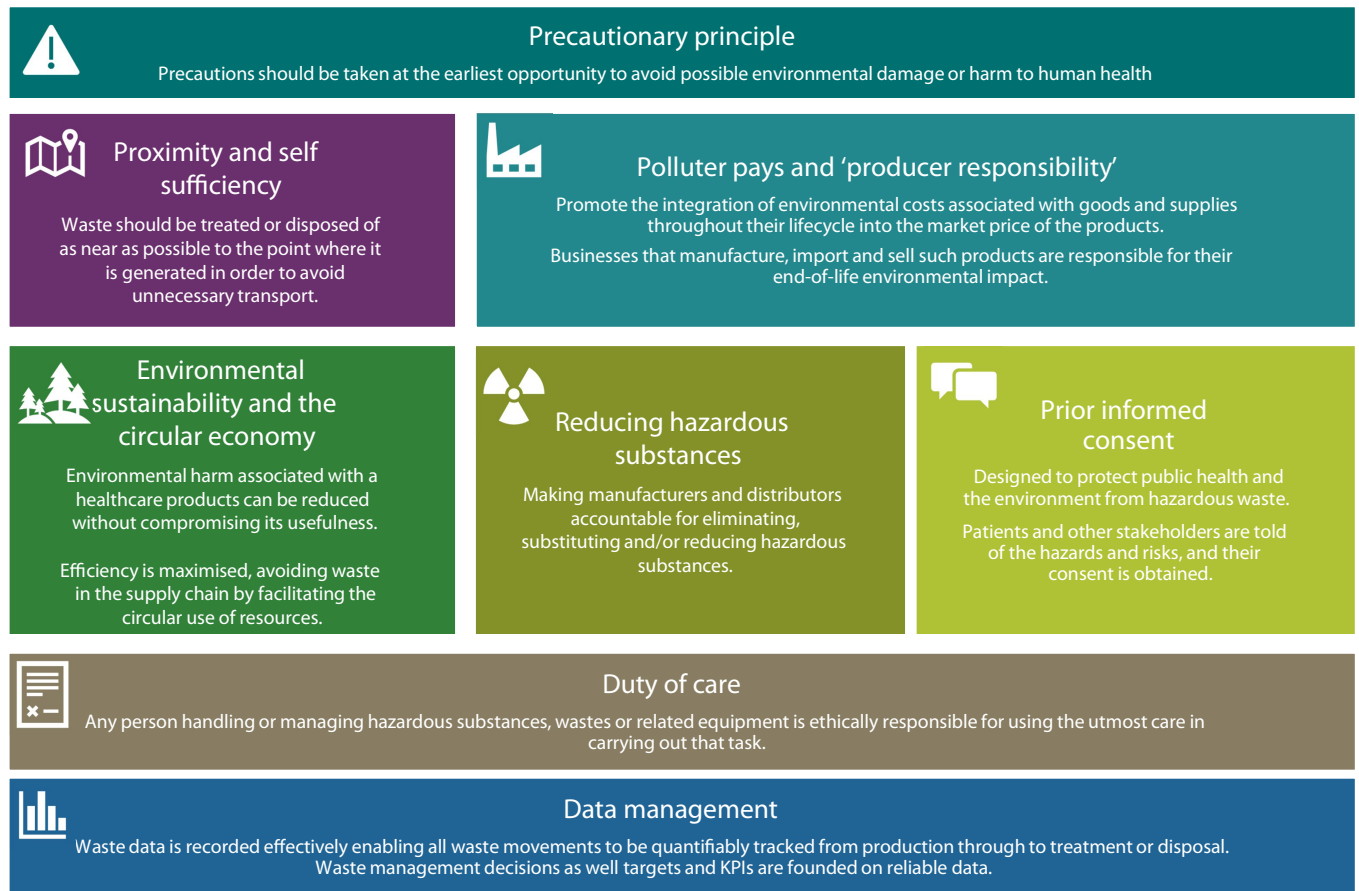 Precautionary principle
Precautions should be taken at the earliest opportunity to avoid possible environmental damage or harm to human health
Proximity and self
sufficiency
Waste should be treated or disposed of
as near as possible to the point where it
is generated in order to avoid
unnecessary transport.
Polluter pays and ‘producer responsibility’
Promote the integration of environmental costs associated with goods and supplies
throughout their lifecycle into the market price of the products.
Businesses that manufacture, import and sell such products are responsible for their
end-of-life environmental impact.
Environmental
sustainability and the
circular economy
Environmental harm associated with a
healthcare products can be reduced
without compromising its usefulness.
Efficiency is maximised, avoiding waste
in the supply chain by facilitating the
circular use of resources.
Reducing hazardous
substances
Making manufacturers and distributors
accountable for eliminating,
substituting and/or reducing hazardous
substances.
Prior informed
consent
Designed to protect public health and
the environment from hazardous waste.
Patients and other stakeholders are told
of the hazards and risks, and their
consent is obtained.
Duty of care
Any person handling or managing hazardous substances, wastes or related equipment is ethically responsible for using the utmost care in
carrying out that task.
Data management
Waste data is recorded effectively enabling all waste movements to be quantifiably tracked from production through to treatment or disposal.
Waste management decisions as well targets and KPIs are founded on reliable data.